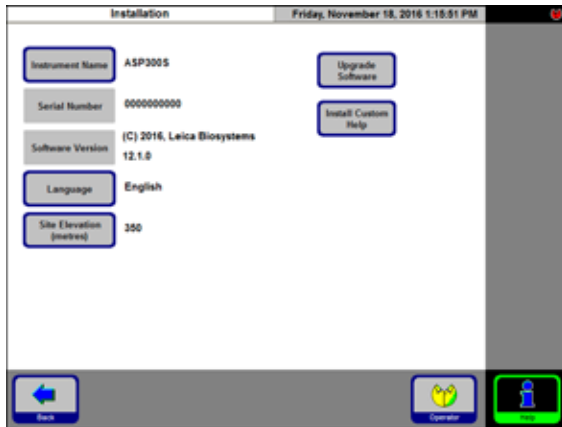 Installation
Friday, November 18, 2016 1:15:51 PM
Instrument Name
ASP300S
Upgrade
Software
Serial Number
0000000000
Install Custom
Help
Software Version
(C) 2016, Leica Biosystems
12.1.0
Language
English
Site Elevation
(metres)
350
Back
Operator
Help